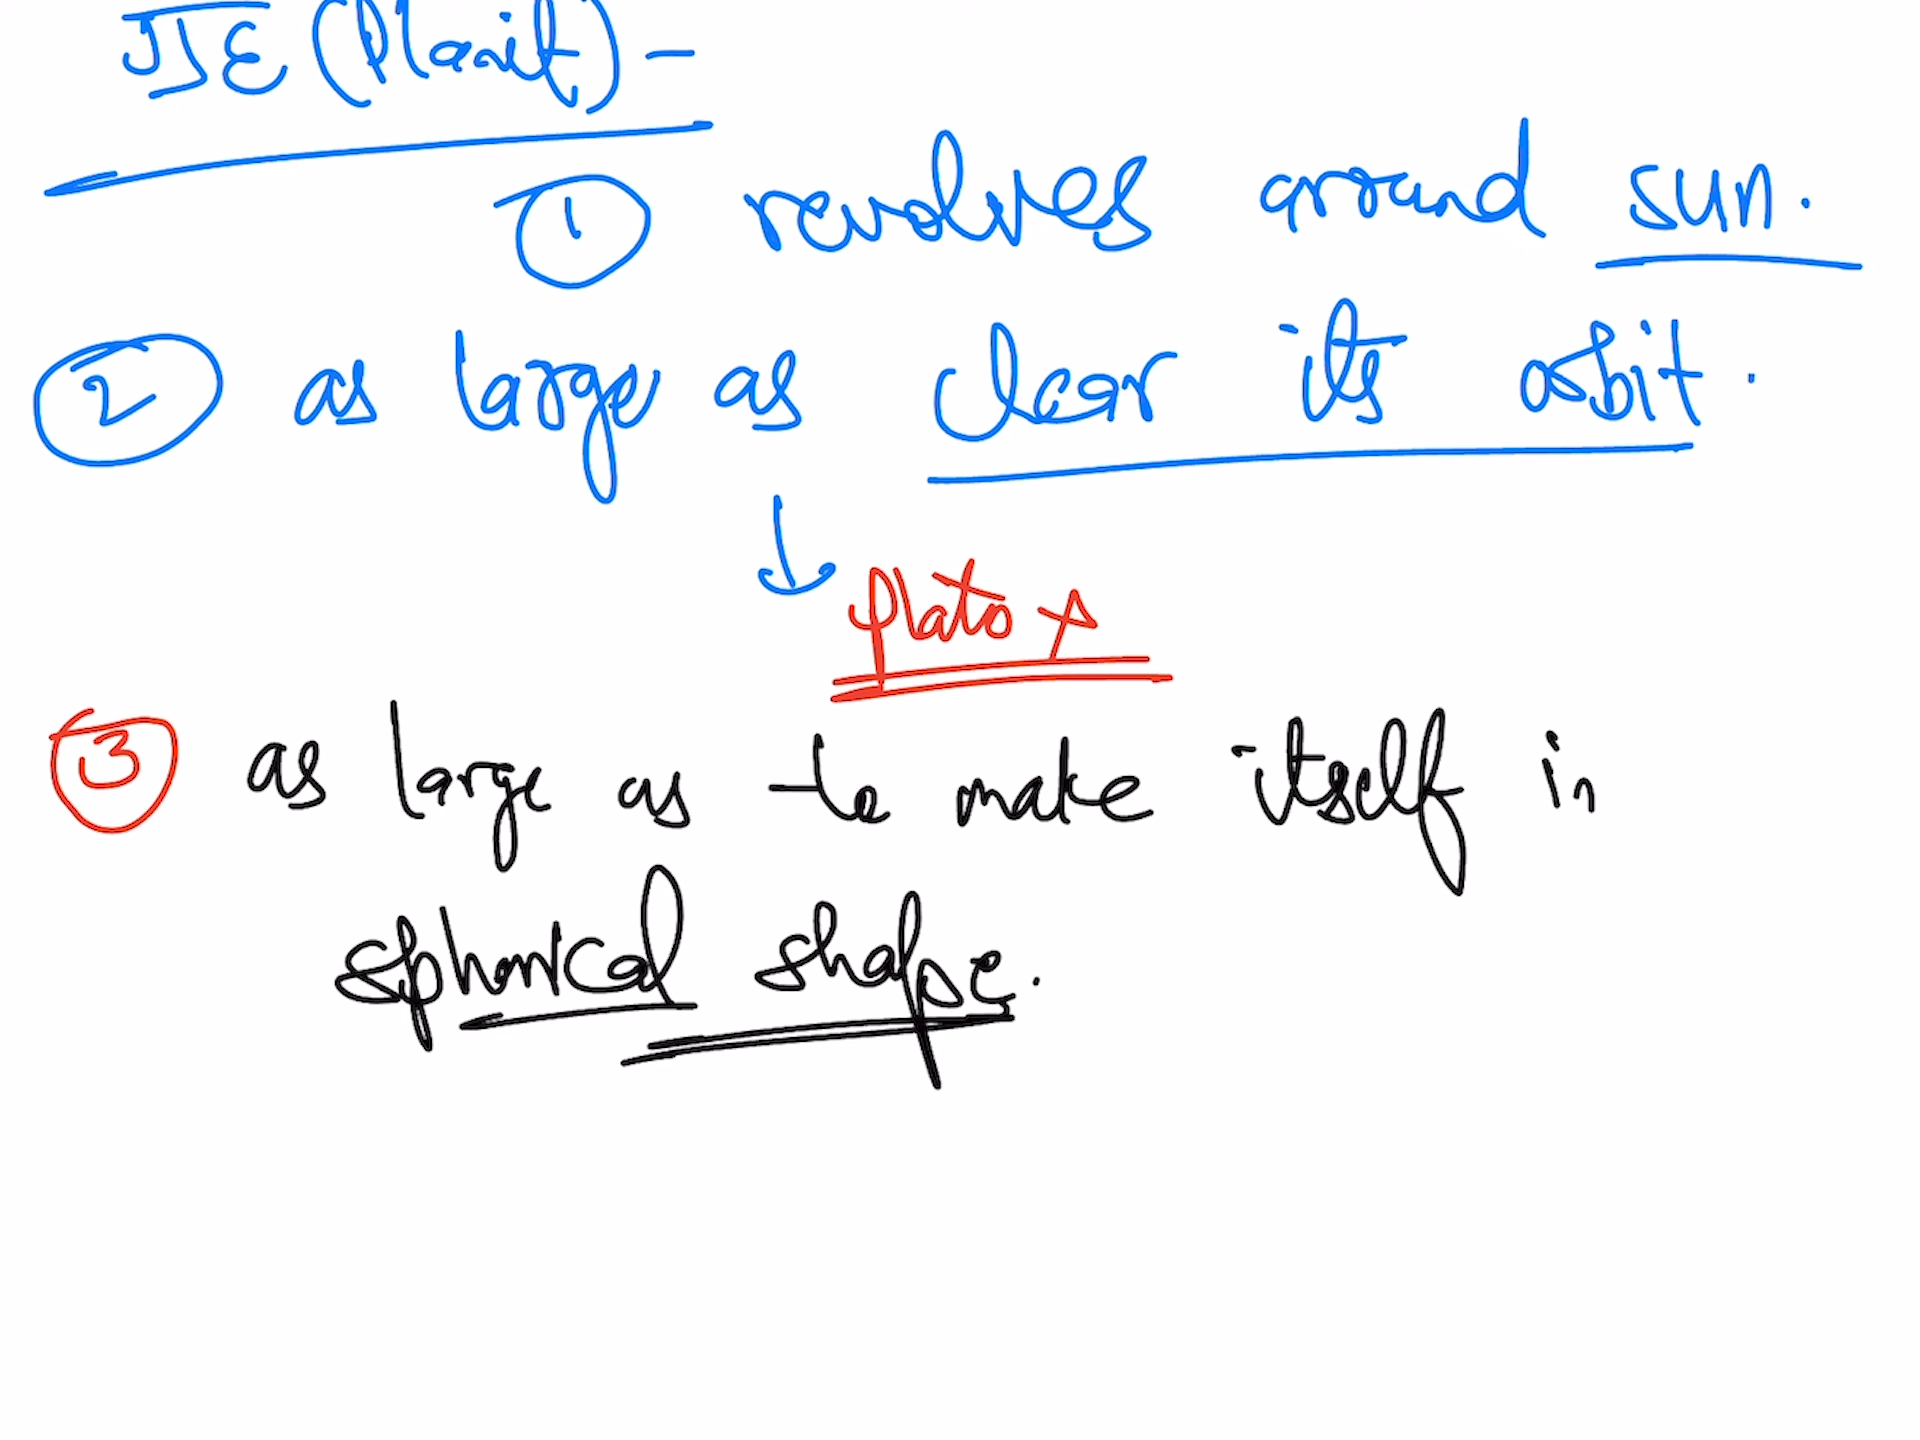 ग्रह (Planit) -
① revolves around sun.
② as large as clear its orbit.
↓ plato ×
③ as large as to make itself in
spherical shape.